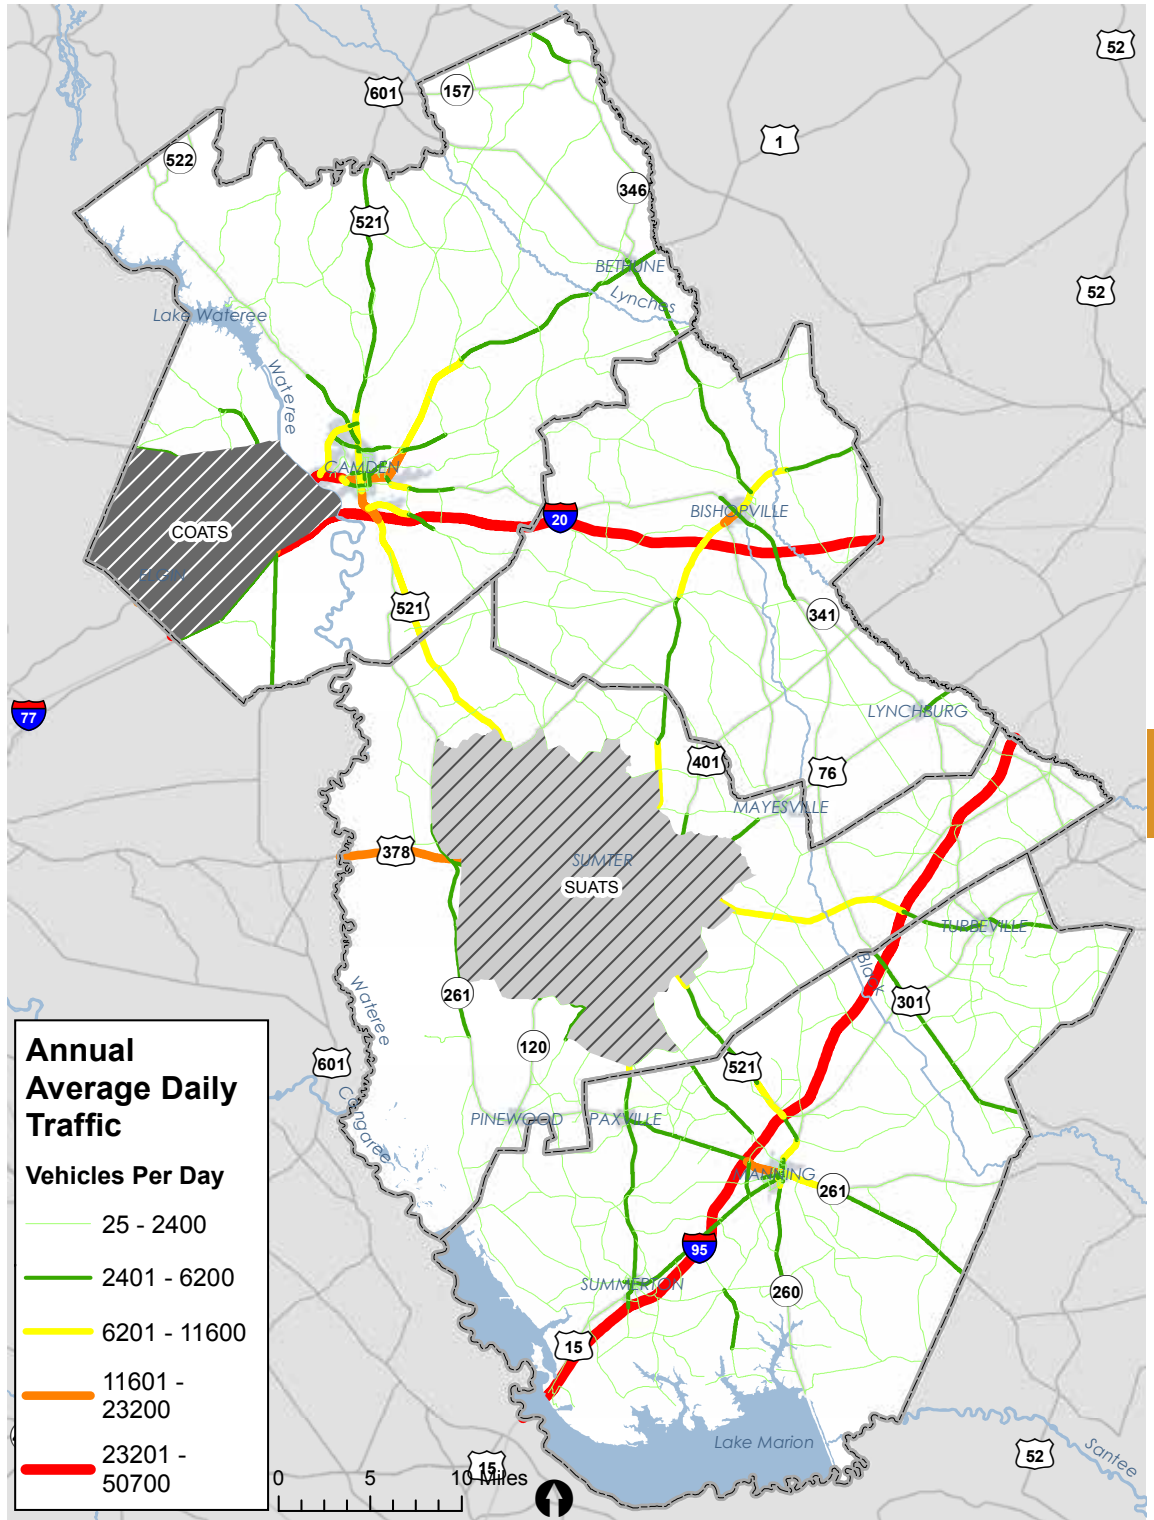 52
601
157
1
522
346
521
BETHUNE
Lynches
52
Lake Wateree
Wateree
CAMDEN
BISHOPVILLE
20
COATS
ELGIN
521
341
77
LYNCHBURG
401
76
MAYESVILLE
378
SUMTER
SUATS
TURBEVILLE
Black
261
Wateree
301
Annual
Average Daily
Traffic
120
601
521
Congaree
PINEWOOD
PAXVILLE
Vehicles Per Day
MANNING
261
25 - 2400
95
2401 - 6200
SUMMERTON
260
6201 - 11600
15
11601 -
23200
Lake Marion
23201 -
50700
52
Santee
15
0 5 10 Miles